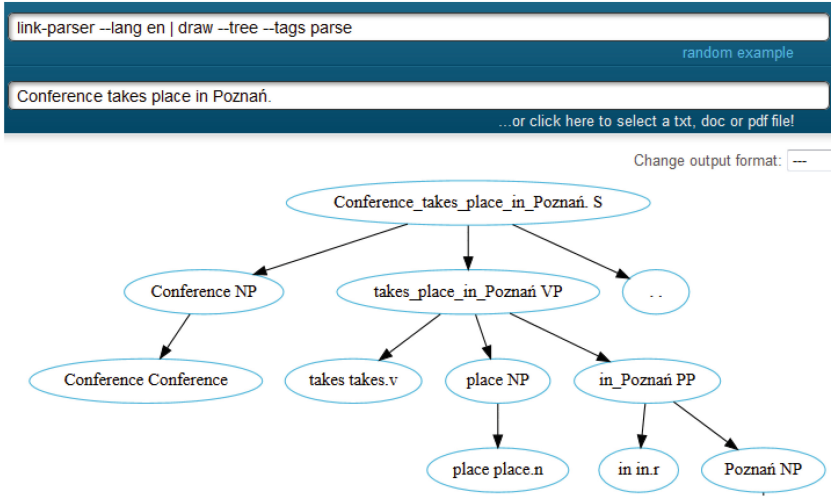 link-parser --lang en | draw --tree --tags parse
random example
Conference takes place in Poznań.
...or click here to select a txt, doc or pdf file!
Change output format: ---
Conference_takes_place_in_Poznań. S
Conference NP takes_place_in_Poznań VP . .
Conference Conference takes takes.v place NP in_Poznań PP
place place.n in in.r Poznań NP